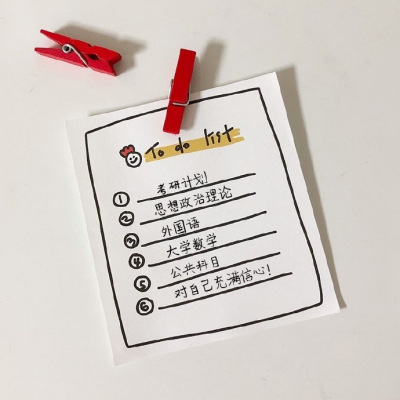 To do list
① 考研计划
② 思想政治理论
③ 外国语
④ 大学数学
⑤ 公共科目
⑥ 对自己充满信心!